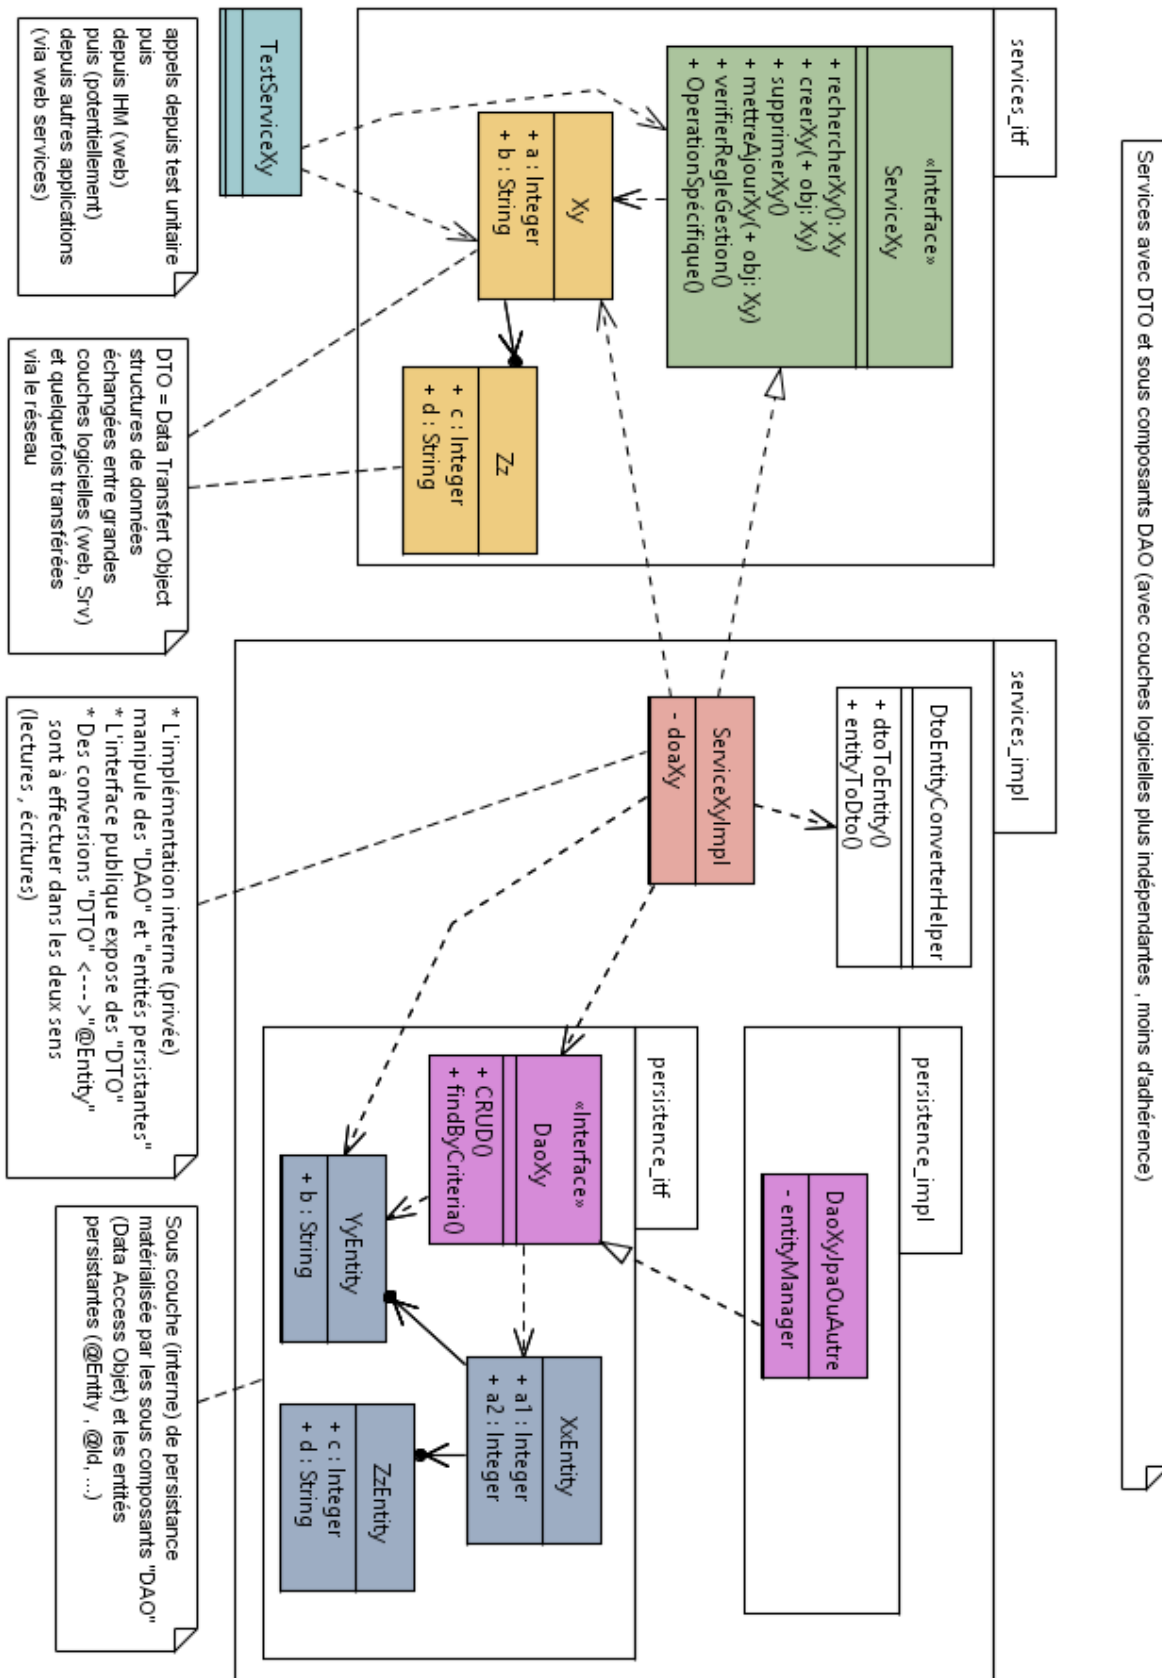 Services avec DTO et sous composants DAO (avec couches logicielles plus indépendantes , moins d'adhérence)
services_itf
«Interface»
ServiceXy
+ rechercherXy(): Xy
+ creerXy(+ obj: Xy)
+ supprimerXy()
+ mettreAjourXy(+ obj: Xy)
+ verifierRegleGestion()
+ OperationSpécifique()
Xy
+ a : Integer
+ b : String
Zz
+ c : Integer
+ d : String
TestServiceXy
appels depuis test unitaire
puis
depuis IHM (web)
puis (potentiellement)
depuis autres applications
(via web services)
DTO = Data Transfert Object
structures de données
échangées entre grandes
couches logicielles (web, Srv)
et quelquefois transférées
via le réseau
services_impl
DtoEntityConverterHelper
+ dtoToEntity()
+ entityToDto()
ServiceXyImpl
- doaXy
persistence_impl
DaoXyJpaOuAutre
- entityManager
persistence_itf
«Interface»
DaoXy
+ CRUD()
+ findByCriteria()
XxEntity
+ a1 : Integer
+ a2 : Integer
YyEntity
+ b : String
ZzEntity
+ c : Integer
+ d : String
* L'implémentation interne (privée)
manipule des "DAO" et "entités persistantes"
* L'interface publique expose des "DTO"
* Des conversions "DTO" <--->"@Entity"
sont à effectuer dans les deux sens
(lectures , écritures)
Sous couche (interne) de persistance
matérialisée par les sous composants "DAO"
(Data Access Objet) et les entités
persistantes (@Entity , @Id, ...)